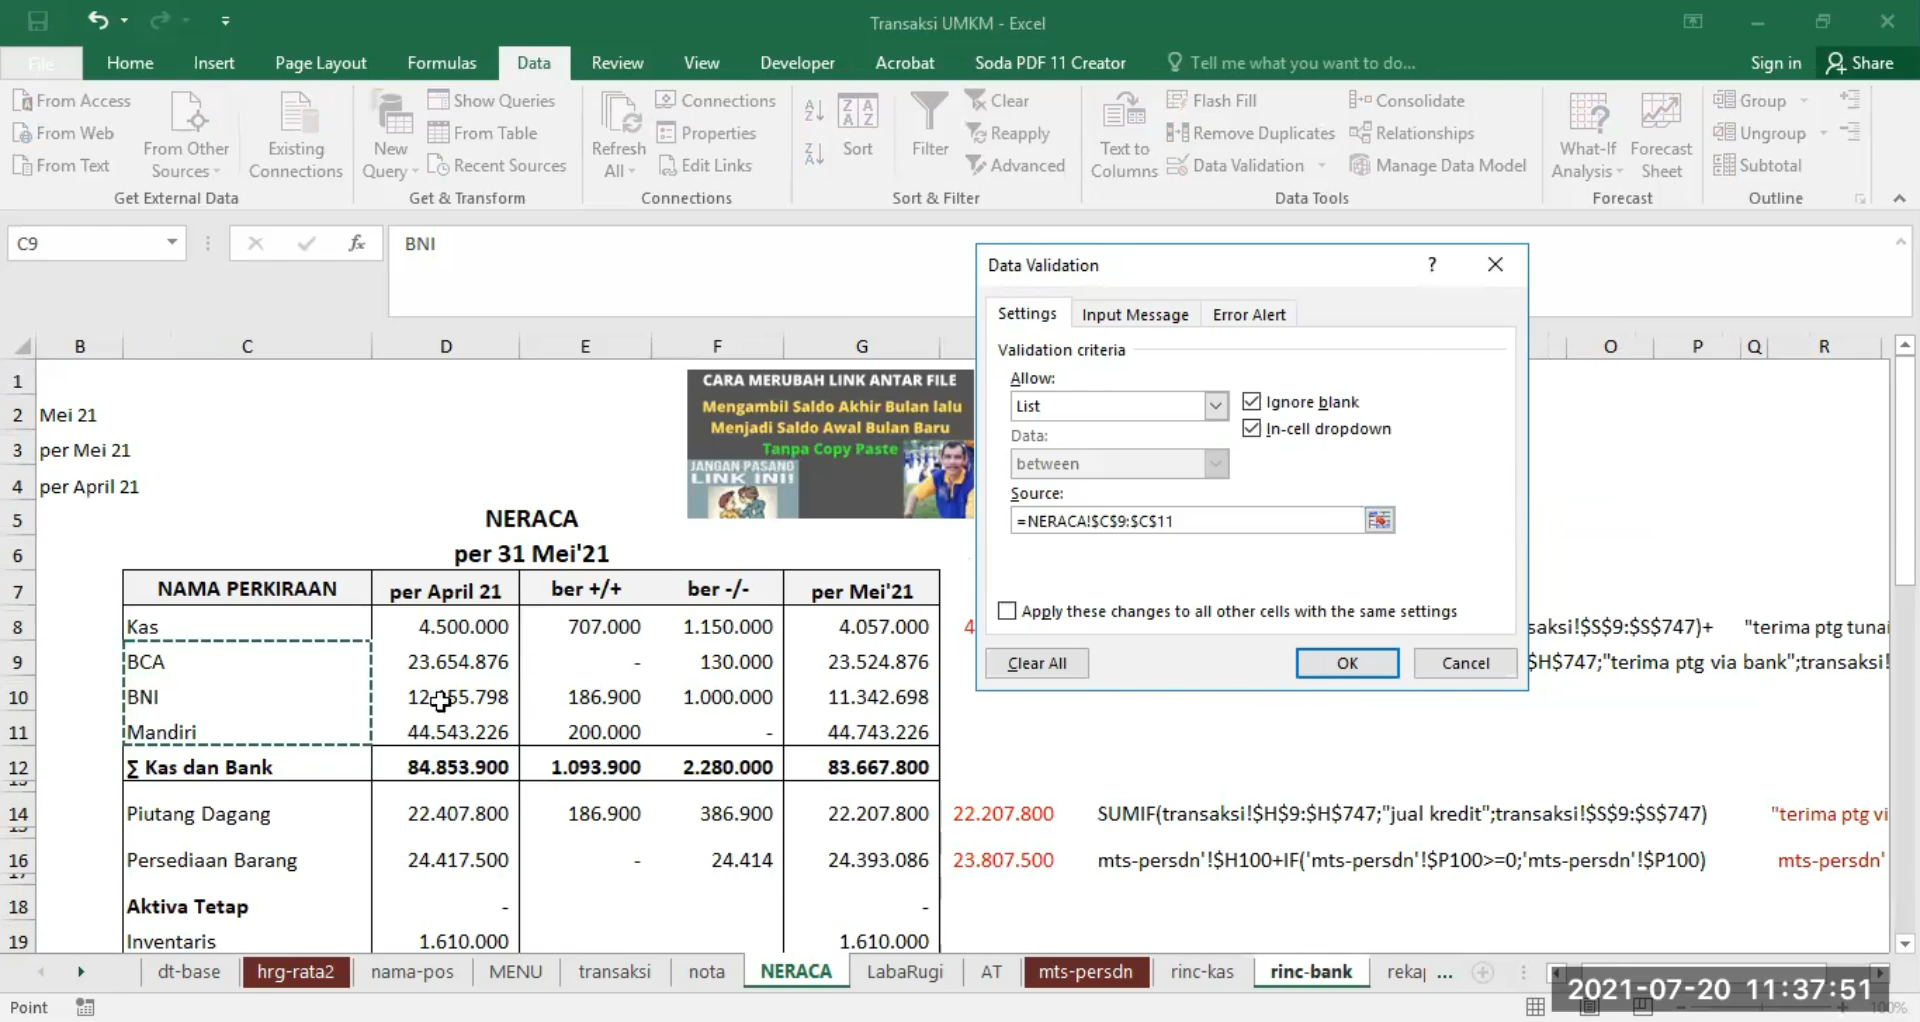 Transaksi UMKM - Excel
File Home Insert Page Layout Formulas Data Review View Developer Acrobat Soda PDF 11 Creator Tell me what you want to do... Sign in Share
From Access
From Web
From Text
From Other Sources
Existing Connections
Get External Data
New Query
Show Queries
From Table
Recent Sources
Get & Transform
Refresh All
Connections
Properties
Edit Links
Connections
Sort
Filter
Clear
Reapply
Advanced
Sort & Filter
Text to Columns
Flash Fill
Remove Duplicates
Data Validation
Consolidate
Relationships
Manage Data Model
Data Tools
What-If Analysis
Forecast Sheet
Forecast
Group
Ungroup
Subtotal
Outline
C9 fx BNI
Data Validation ?
Settings Input Message Error Alert
Validation criteria
Allow:
List
Ignore blank
In-cell dropdown
Data:
between
Source:
=NERACA!$C$9:$C$11
Apply these changes to all other cells with the same settings
Clear All OK Cancel
B C D E F G O P Q R
1
2 Mei 21
3 per Mei 21
4 per April 21
CARA MERUBAH LINK ANTAR FILE
Mengambil Saldo Akhir Bulan lalu
Menjadi Saldo Awal Bulan Baru
Tanpa Copy Paste
JANGAN PASANG
LINK INI!
5 NERACA
6 per 31 Mei'21
7 NAMA PERKIRAAN per April 21 ber +/+ ber -/- per Mei'21
8 Kas 4.500.000 707.000 1.150.000 4.057.000 4 saksi!$S$9:$S$747)+ "terima ptg tunai
9 BCA 23.654.876 - 130.000 23.524.876 $H$747;"terima ptg via bank";transaksi!
10 BNI 186.900 1.000.000 11.342.698
11 Mandiri 44.543.226 200.000 - 44.743.226
12 ∑ Kas dan Bank 84.853.900 1.093.900 2.280.000 83.667.800
14 Piutang Dagang 22.407.800 186.900 386.900 22.207.800 22.207.800 SUMIF(transaksi!$H$9:$H$747;"jual kredit";transaksi!$S$9:$S$747) "terima ptg vi
16 Persediaan Barang 24.417.500 - 24.414 24.393.086 23.807.500 mts-persdn'!$H100+IF('mts-persdn'!$P100>=0;'mts-persdn'!$P100) mts-persdn'
18 Aktiva Tetap - -
19 Inventaris 1.610.000 1.610.000
dt-base hrg-rata2 nama-pos MENU transaksi nota NERACA LabaRugi AT mts-persdn rinc-kas rinc-bank rekap ...
Point
2021-07-20 11:37:51
100%